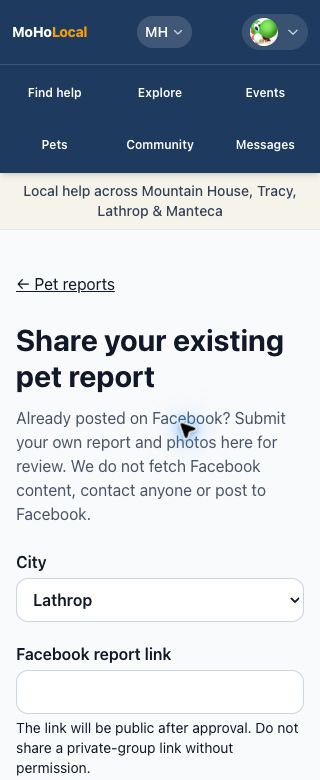 MoHoLocal
MH
Find help
Explore
Events
Pets
Community
Messages
Local help across Mountain House, Tracy,
Lathrop & Manteca
← Pet reports
Share your existing
pet report
Already posted on Facebook? Submit
your own report and photos here for
review. We do not fetch Facebook
content, contact anyone or post to
Facebook.
City
Lathrop
Facebook report link
The link will be public after approval. Do not
share a private-group link without
permission.